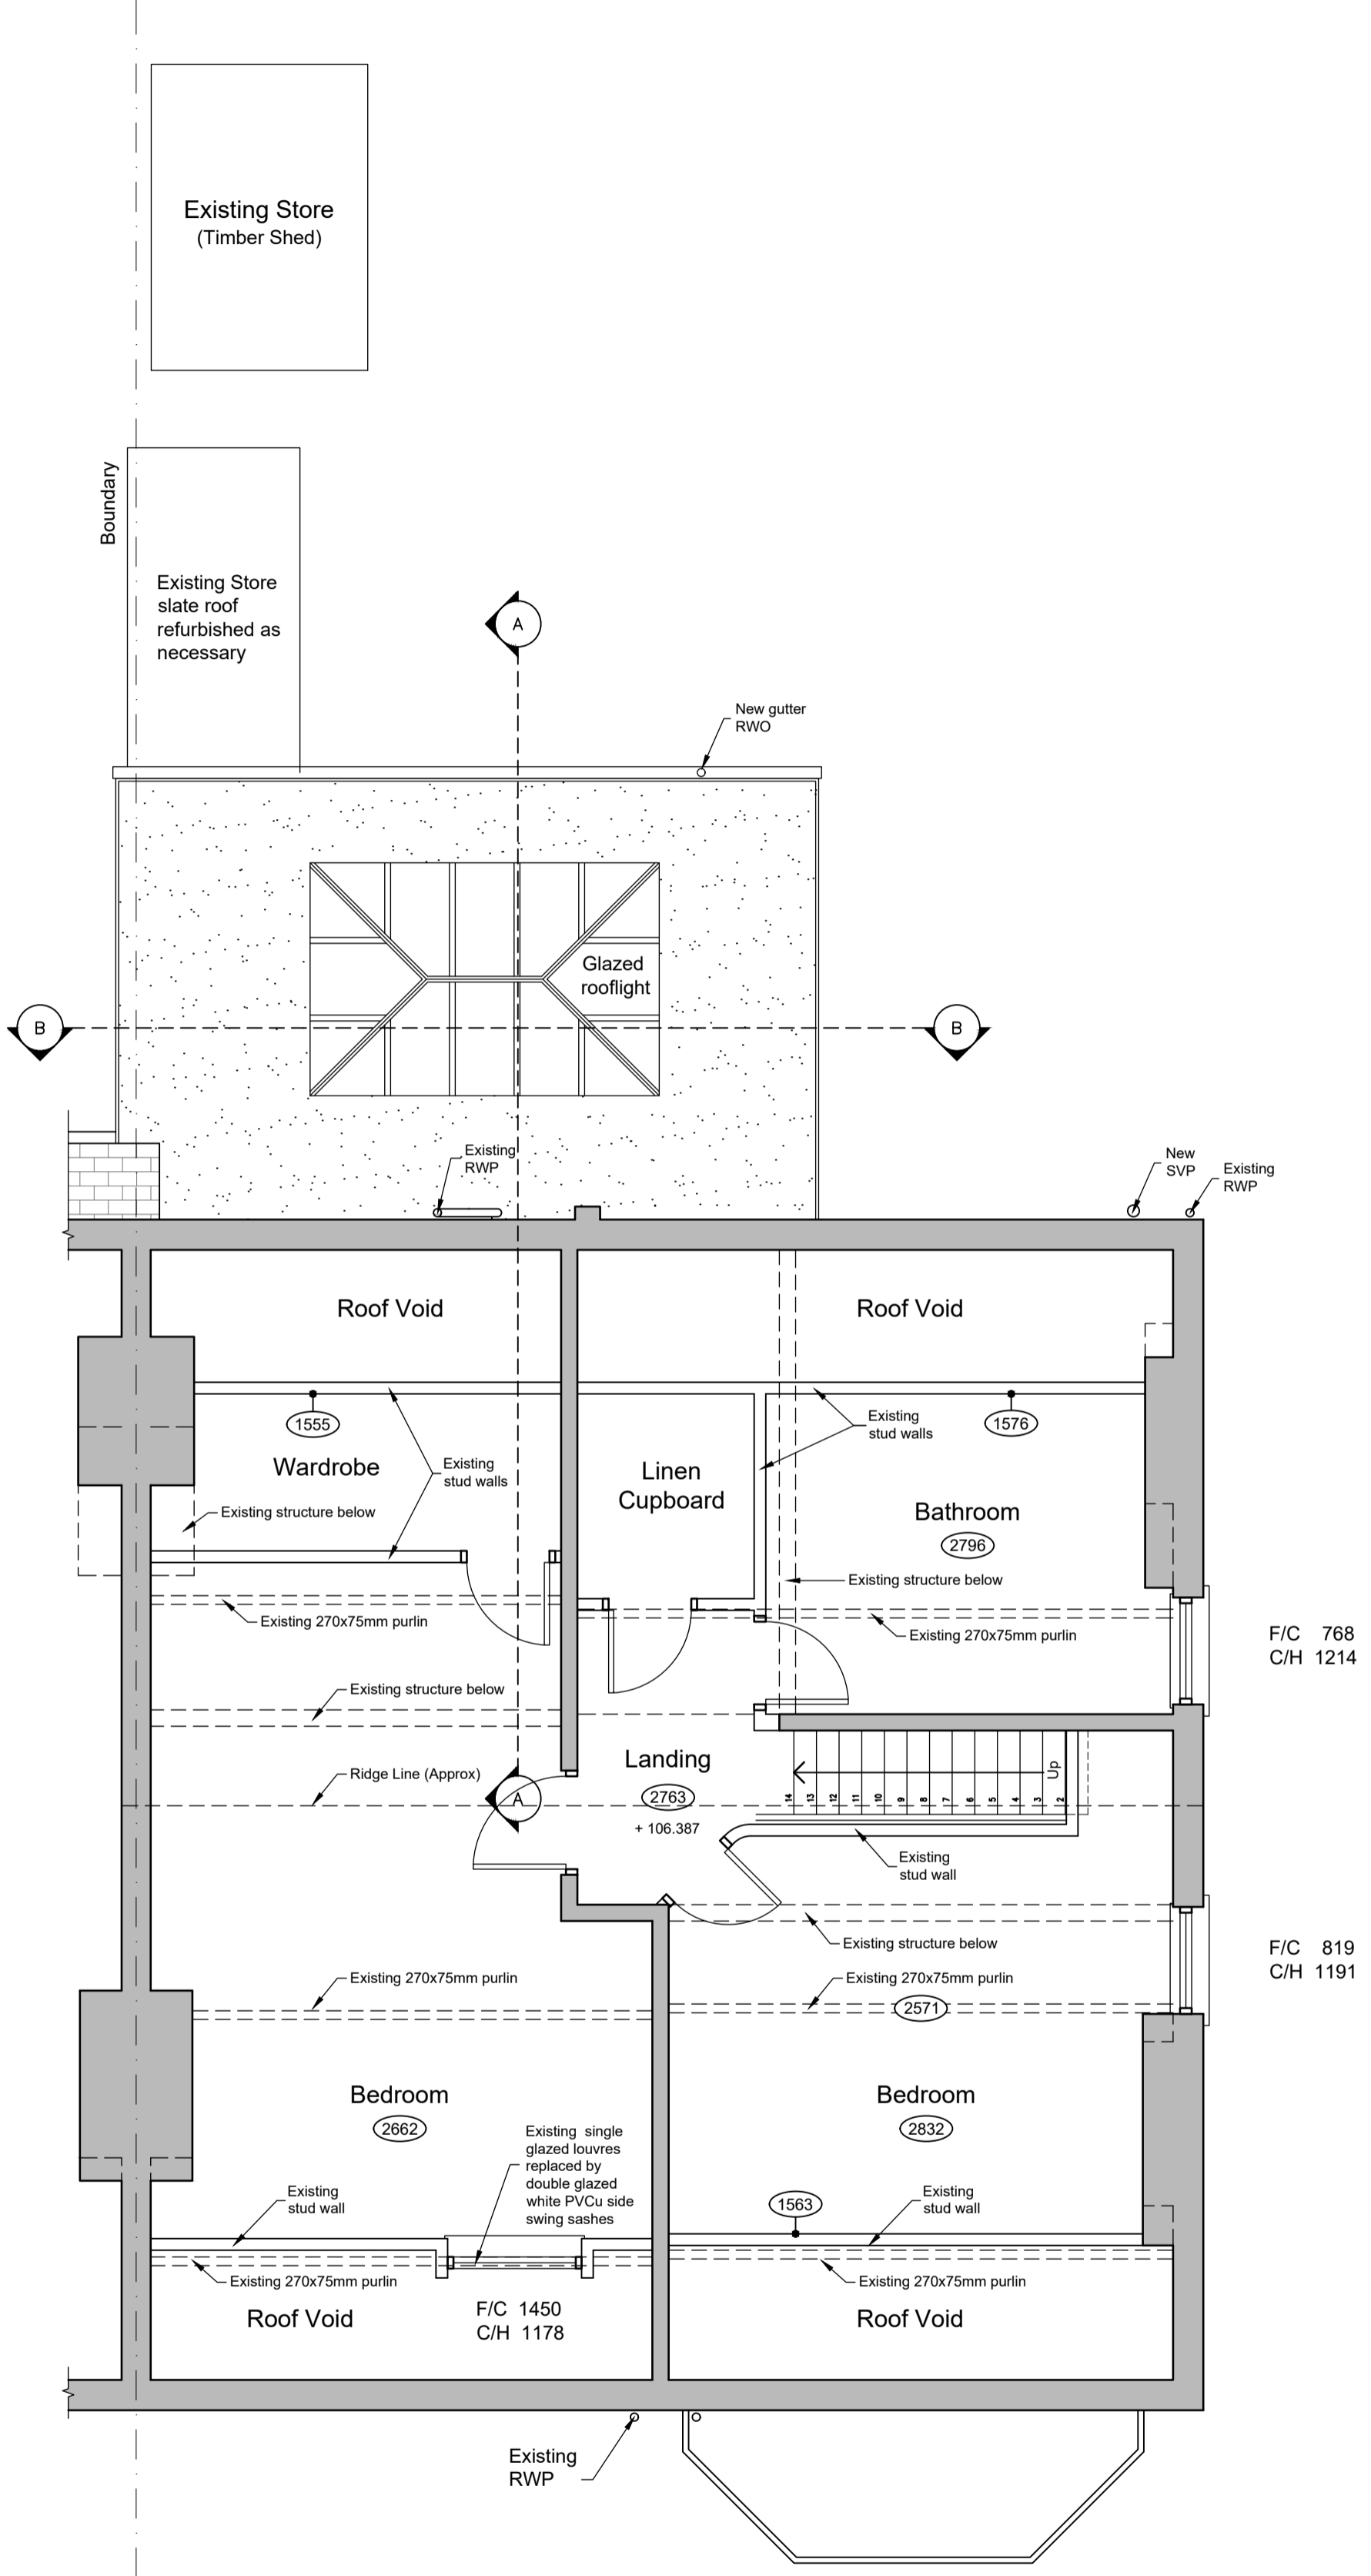 Existing Store
(Timber Shed)
Boundary
Existing Store
slate roof
refurbished as
necessary
A
New gutter
RWO
Glazed
rooflight
B
B
Existing
RWP
New
SVP
Existing
RWP
Roof Void
Roof Void
1555
Wardrobe
Existing
stud walls
Existing structure below
Existing
stud walls
1576
Linen
Cupboard
Bathroom
2796
Existing structure below
Existing 270x75mm purlin
Existing 270x75mm purlin
F/C 768
C/H 1214
Existing structure below
Ridge Line (Approx)
A
Landing
2763
+ 106.387
14
13
12
11
10
9
8
7
6
5
4
3
2
Up
Existing
stud wall
Existing structure below
F/C 819
C/H 1191
Existing 270x75mm purlin
Existing 270x75mm purlin
2571
Bedroom
2662
Bedroom
2832
Existing single
glazed louvres
replaced by
double glazed
white PVCu side
swing sashes
Existing
stud wall
1563
Existing
stud wall
Existing 270x75mm purlin
Existing 270x75mm purlin
Roof Void
F/C 1450
C/H 1178
Roof Void
Existing
RWP